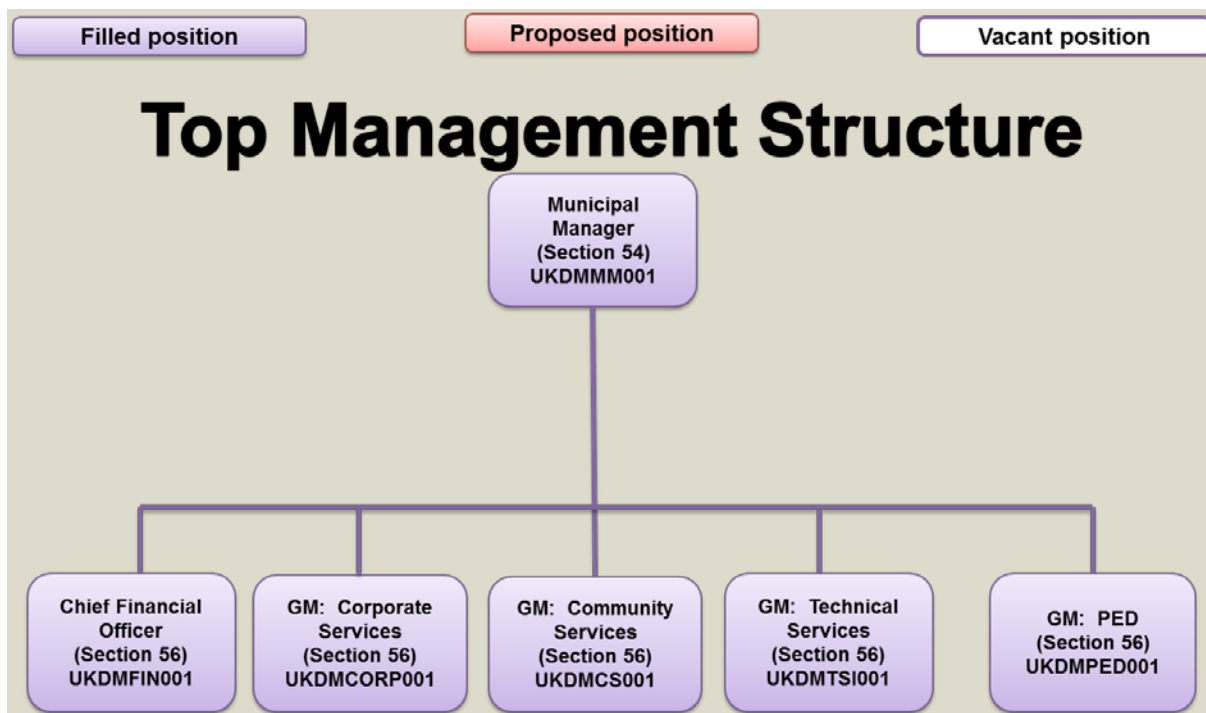 Filled position
Proposed position
Vacant position
Top Management Structure
Municipal
Manager
(Section 54)
UKDMMM001
Chief Financial
Officer
(Section 56)
UKDMFIN001
GM: Corporate
Services
(Section 56)
UKDMCORP001
GM: Community
Services
(Section 56)
UKDMCS001
GM: Technical
Services
(Section 56)
UKDMTSI001
GM: PED
(Section 56)
UKDMPED001